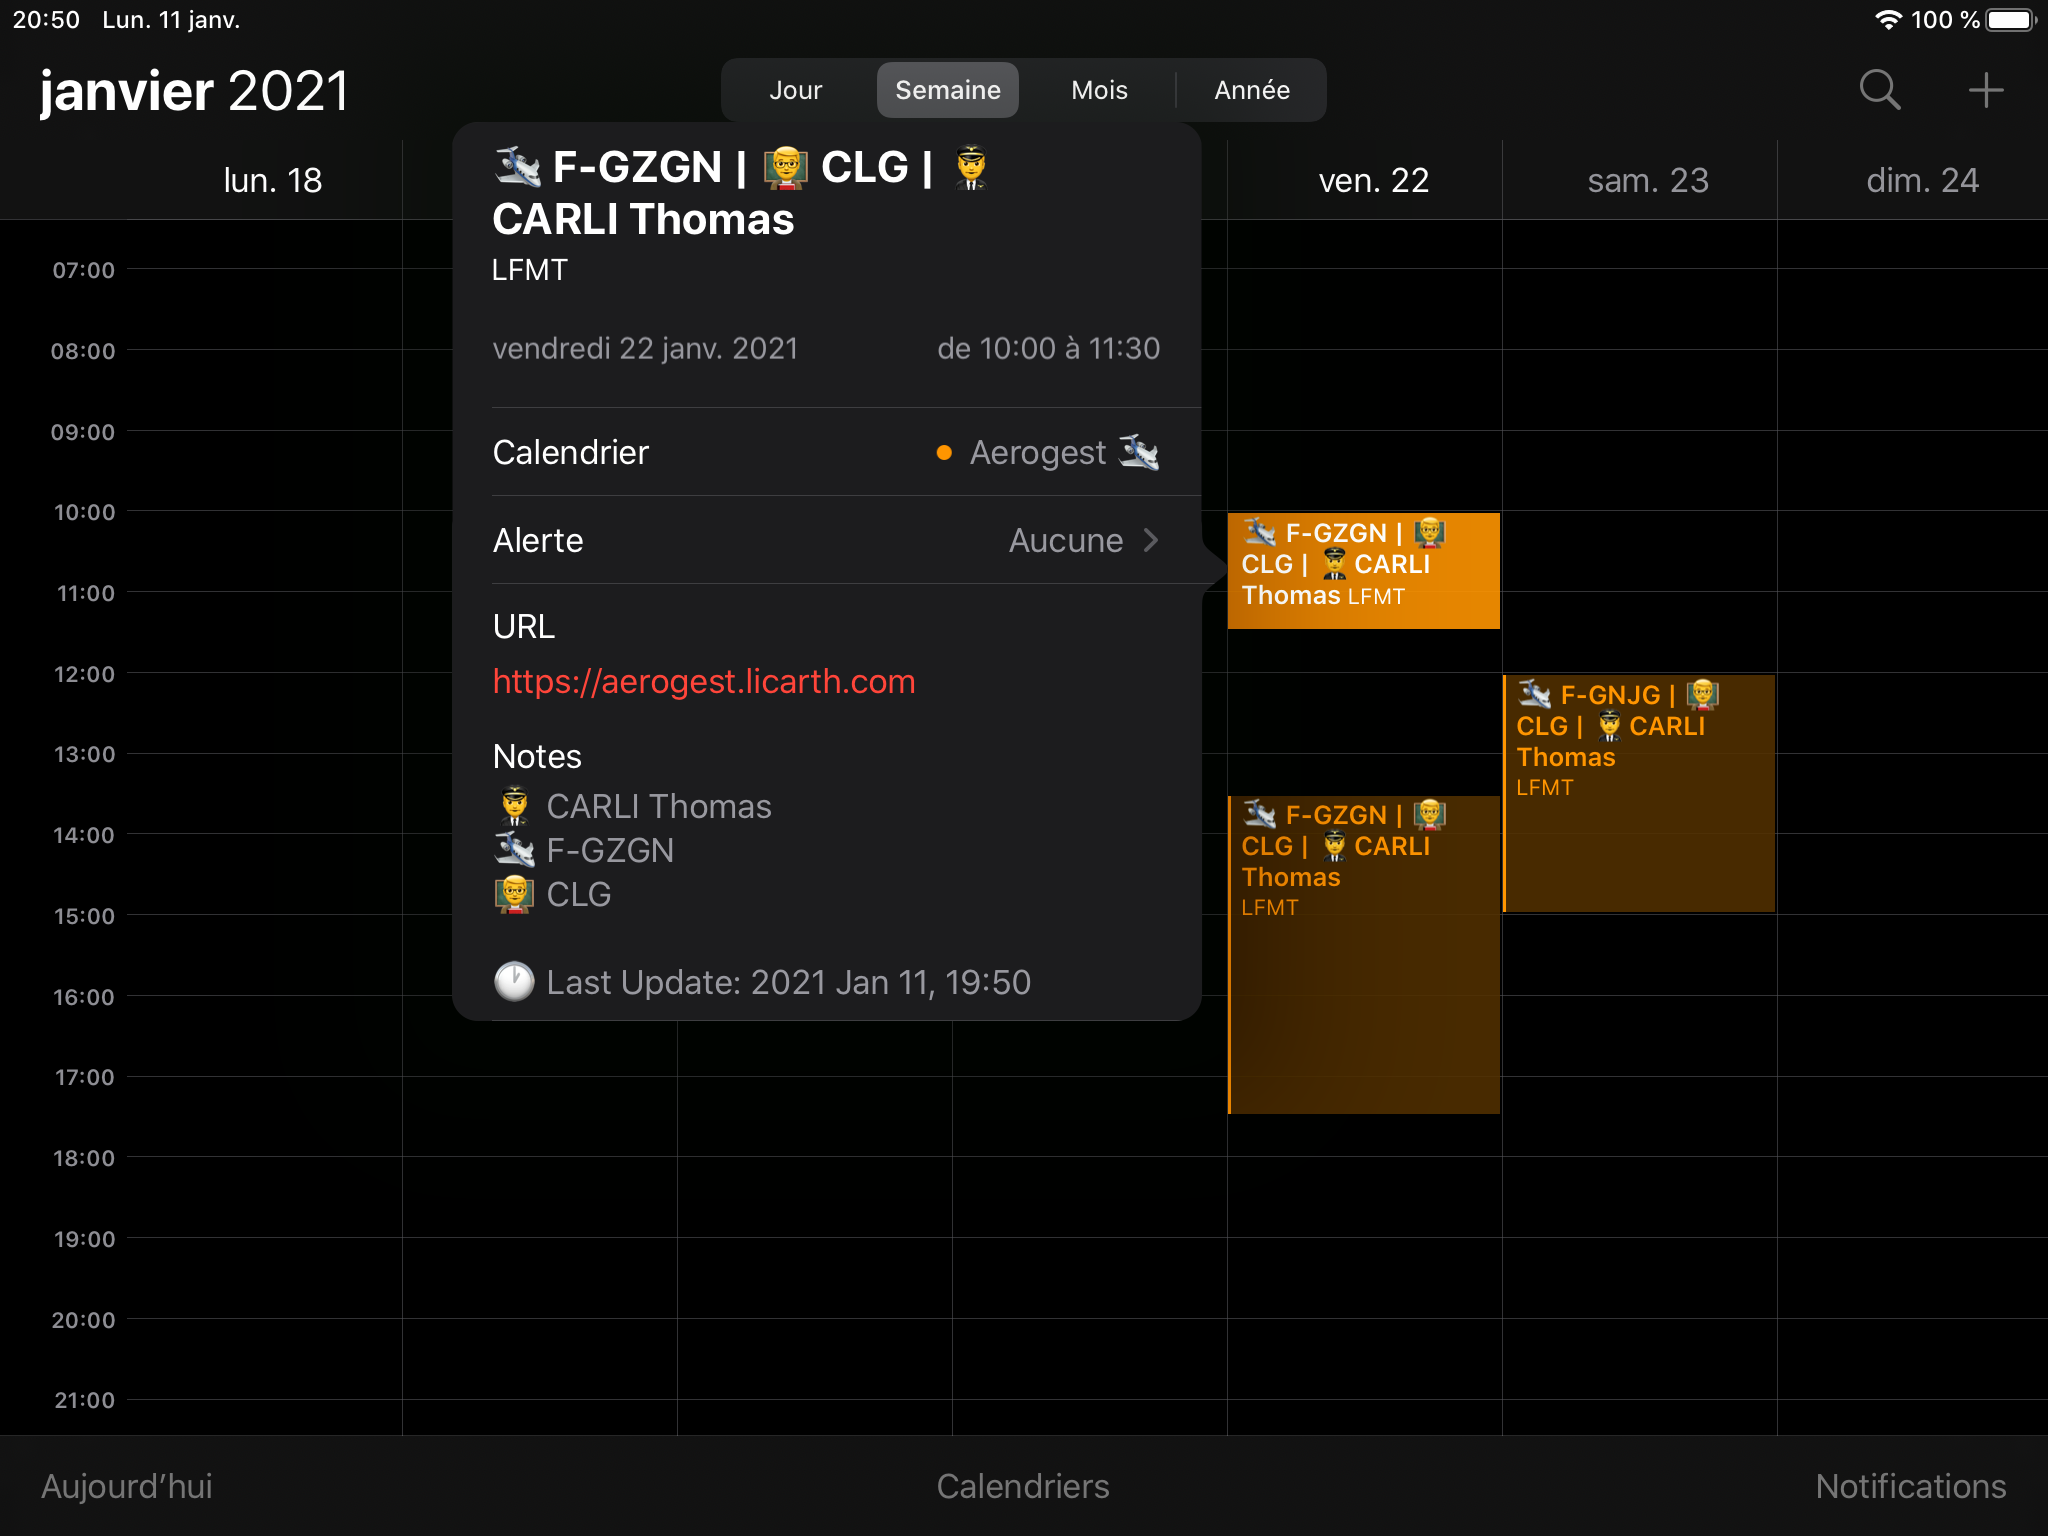 20:50 Lun. 11 janv.
100 %
janvier 2021
Jour Semaine Mois Année
lun. 18
ven. 22
sam. 23
dim. 24
F-GZGN | CLG |
CARLI Thomas
LFMT
vendredi 22 janv. 2021 de 10:00 à 11:30
Calendrier Aerogest
Alerte Aucune
URL
https://aerogest.licarth.com
Notes
CARLI Thomas
F-GZGN
CLG
Last Update: 2021 Jan 11, 19:50
07:00
08:00
09:00
10:00
11:00
12:00
13:00
14:00
15:00
16:00
17:00
18:00
19:00
20:00
21:00
F-GZGN |
CLG | CARLI
Thomas LFMT
F-GZGN |
CLG | CARLI
Thomas
LFMT
F-GNJG |
CLG | CARLI
Thomas
LFMT
Aujourd’hui
Calendriers
Notifications